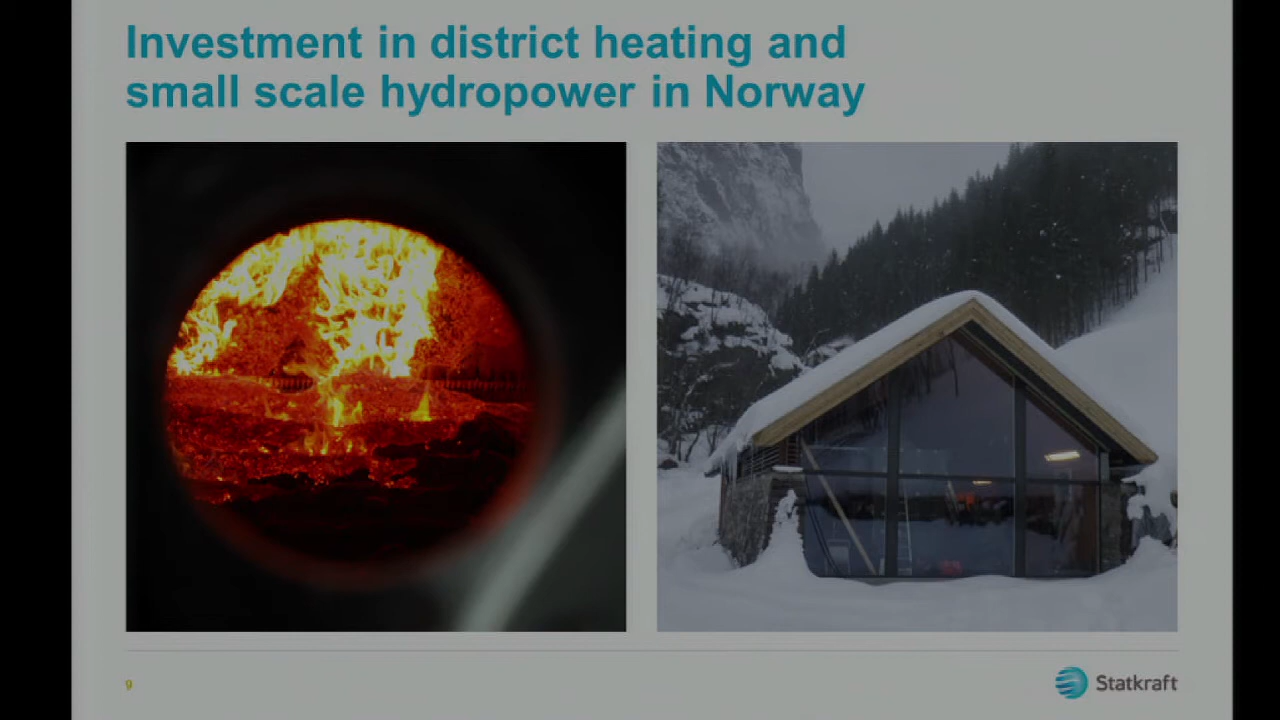 Investment in district heating and
small scale hydropower in Norway
9
Statkraft